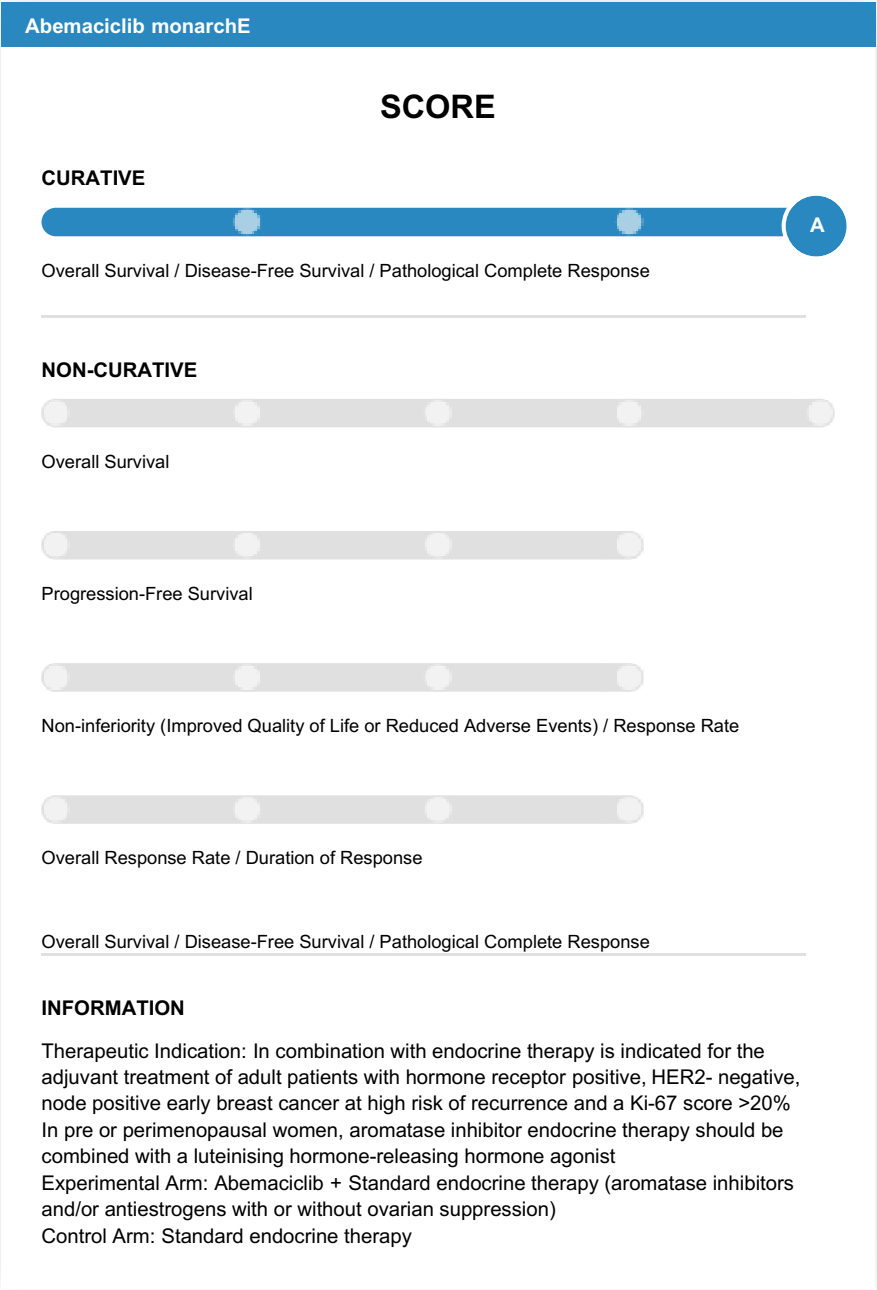 Abemaciclib monarchE
SCORE
CURATIVE
A
Overall Survival / Disease-Free Survival / Pathological Complete Response
NON-CURATIVE
Overall Survival
Progression-Free Survival
Non-inferiority (Improved Quality of Life or Reduced Adverse Events) / Response Rate
Overall Response Rate / Duration of Response
Overall Survival / Disease-Free Survival / Pathological Complete Response
INFORMATION
Therapeutic Indication: In combination with endocrine therapy is indicated for the
adjuvant treatment of adult patients with hormone receptor positive, HER2- negative,
node positive early breast cancer at high risk of recurrence and a Ki-67 score >20%
In pre or perimenopausal women, aromatase inhibitor endocrine therapy should be
combined with a luteinising hormone-releasing hormone agonist
Experimental Arm: Abemaciclib + Standard endocrine therapy (aromatase inhibitors
and/or antiestrogens with or without ovarian suppression)
Control Arm: Standard endocrine therapy